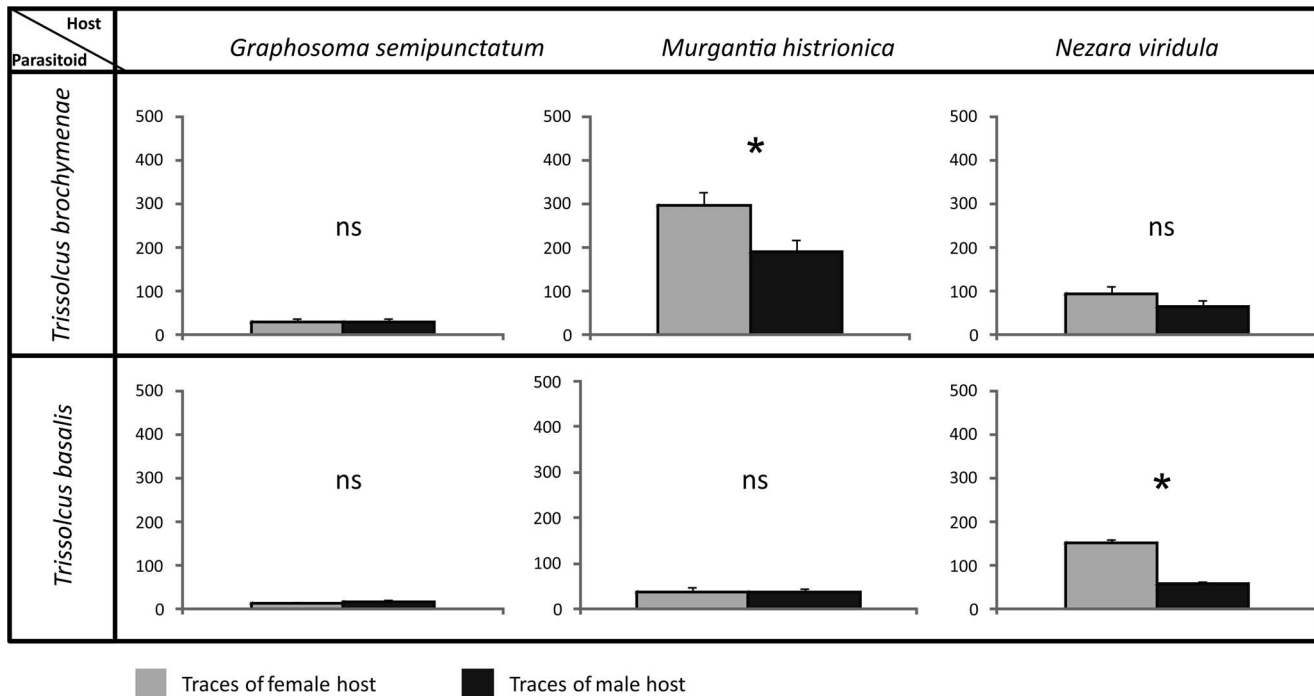 Host
Parasitoid
Graphosoma semipunctatum Murgantia histrionica Nezara viridula
Trissolcus brochymenae
500 500 500
400 400 400
300 300 300
200 200 200
100 100 100
0 0 0
ns * ns
Trissolcus basalis
500 500 500
400 400 400
300 300 300
200 200 200
100 100 100
0 0 0
ns ns *
Traces of female host Traces of male host